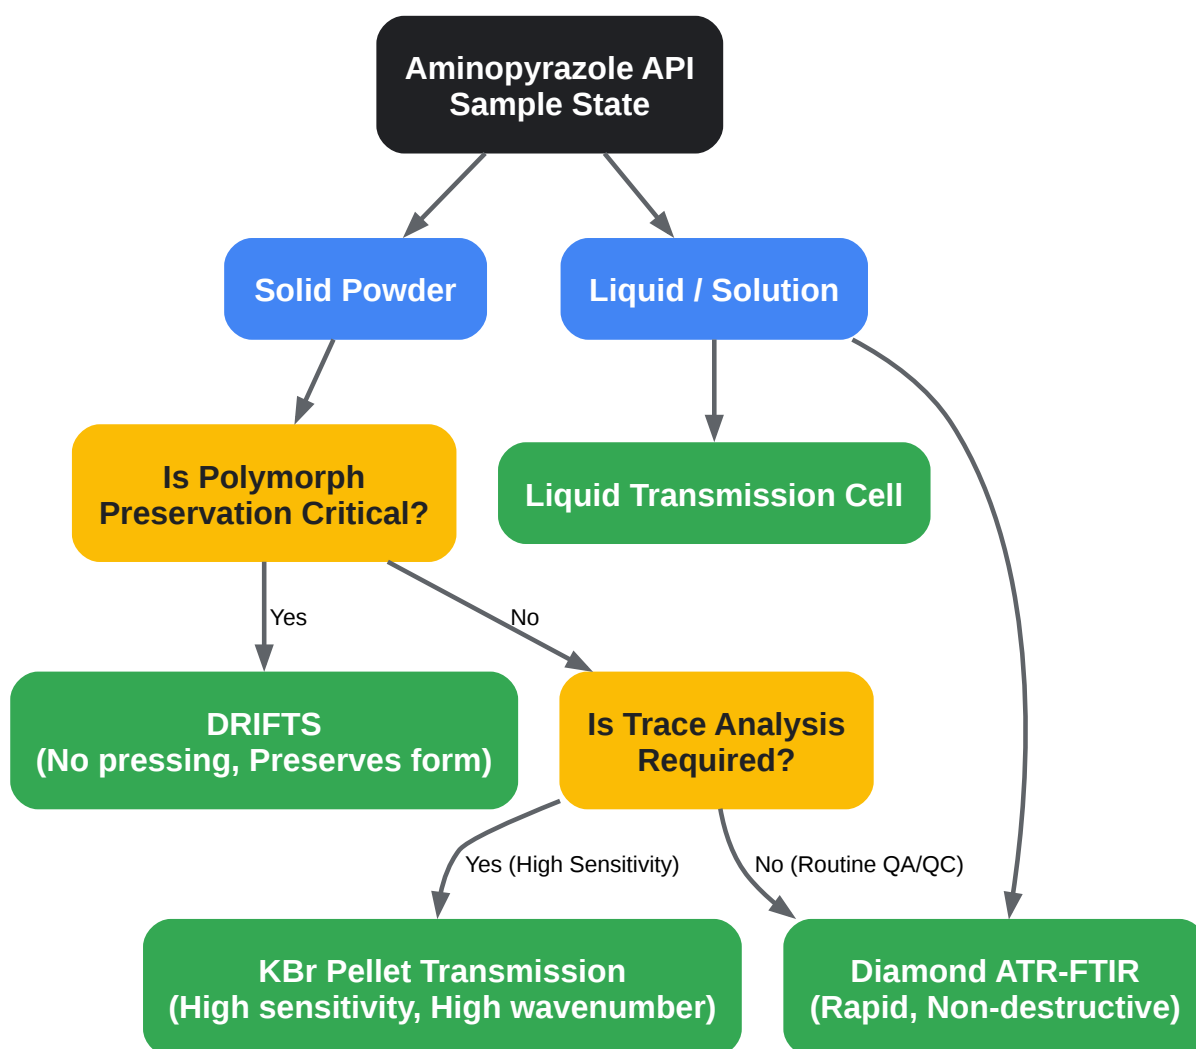 Aminopyrazole API
Sample State
Solid Powder
Liquid / Solution
Is Polymorph
Preservation Critical?
Liquid Transmission Cell
Yes
No
DRIFTS
(No pressing, Preserves form)
Is Trace Analysis
Required?
Yes (High Sensitivity)
No (Routine QA/QC)
KBr Pellet Transmission
(High sensitivity, High wavenumber)
Diamond ATR-FTIR
(Rapid, Non-destructive)